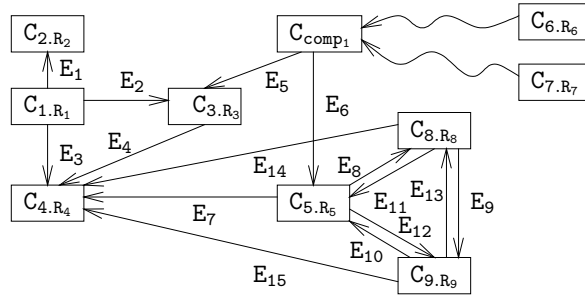 C2.R2
Ccomp1
C6.R6
E1
E2
E5
C7.R7
C1.R1
C3.R3
E6
E4
C8.R8
E3
E14
E8
E13
E9
C4.R4
C5.R5
E11
E7
E12
E10
E15
C9.R9